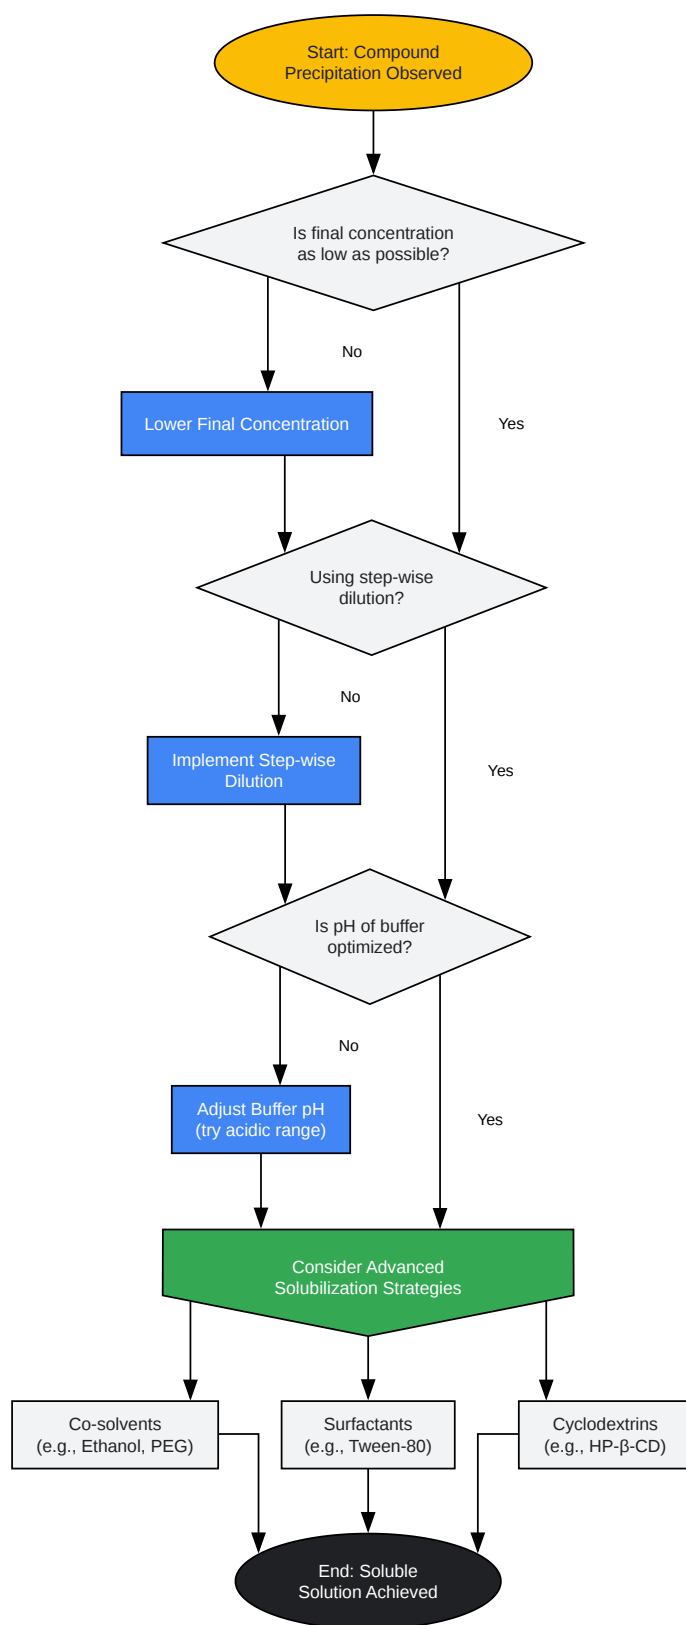 Start: Compound
Precipitation Observed
Is final concentration
as low as possible?
No
Lower Final Concentration
Yes
Using step-wise
dilution?
No
Implement Step-wise
Dilution
Yes
Is pH of buffer
optimized?
No
Adjust Buffer pH
(try acidic range)
Yes
Consider Advanced
Solubilization Strategies
Co-solvents
(e.g., Ethanol, PEG)
Surfactants
(e.g., Tween-80)
Cyclodextrins
(e.g., HP-β-CD)
End: Soluble
Solution Achieved